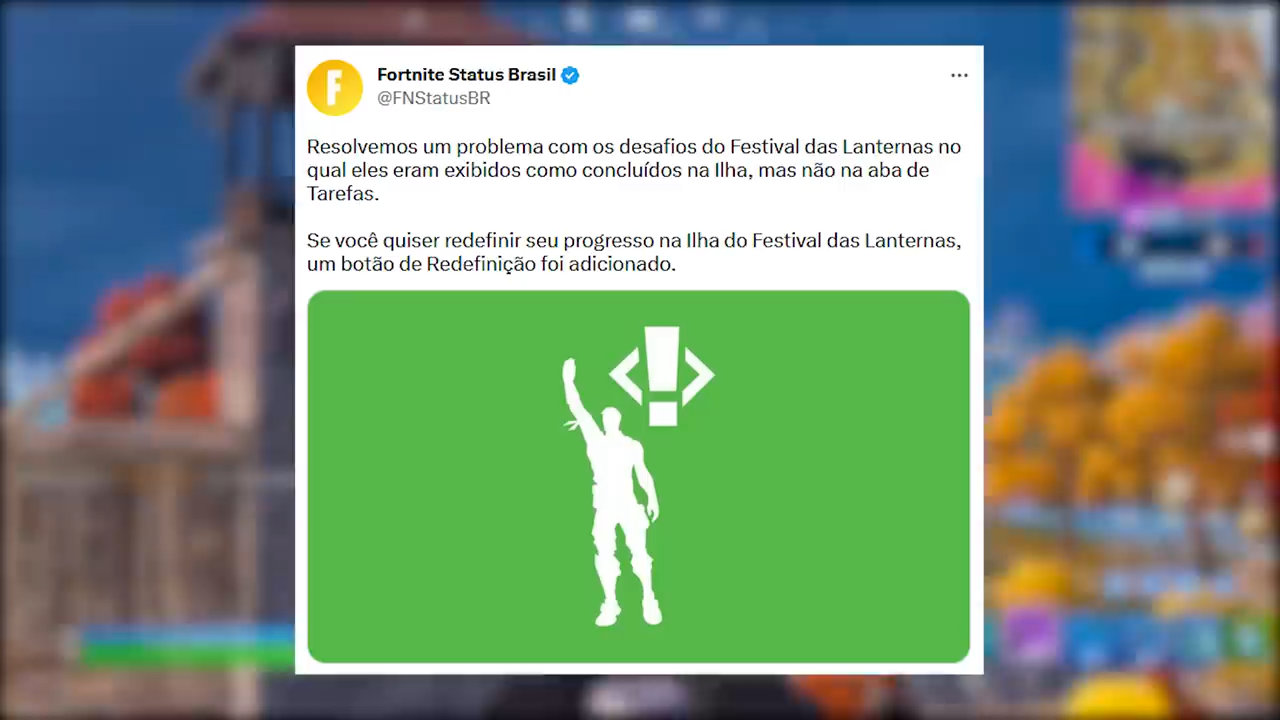 Fortnite Status Brasil
@FNStatusBR
Resolvemos um problema com os desafios do Festival das Lanternas no
qual eles eram exibidos como concluídos na Ilha, mas não na aba de
Tarefas.
Se você quiser redefinir seu progresso na Ilha do Festival das Lanternas,
um botão de Redefinição foi adicionado.